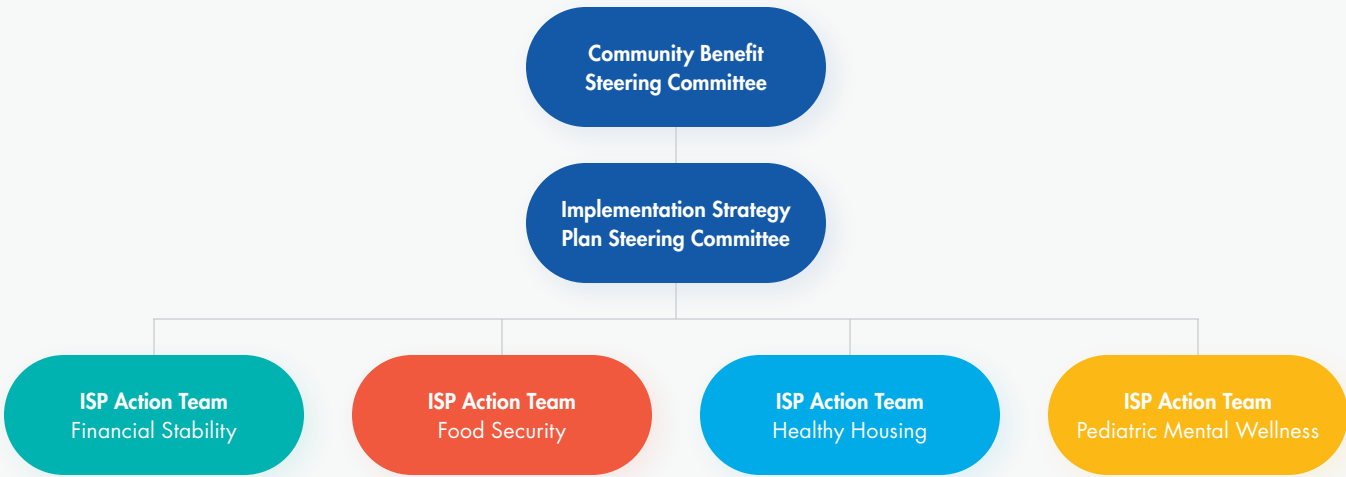 Community Benefit
Steering Committee
Implementation Strategy
Plan Steering Committee
ISP Action Team
Financial Stability
ISP Action Team
Food Security
ISP Action Team
Healthy Housing
ISP Action Team
Pediatric Mental Wellness